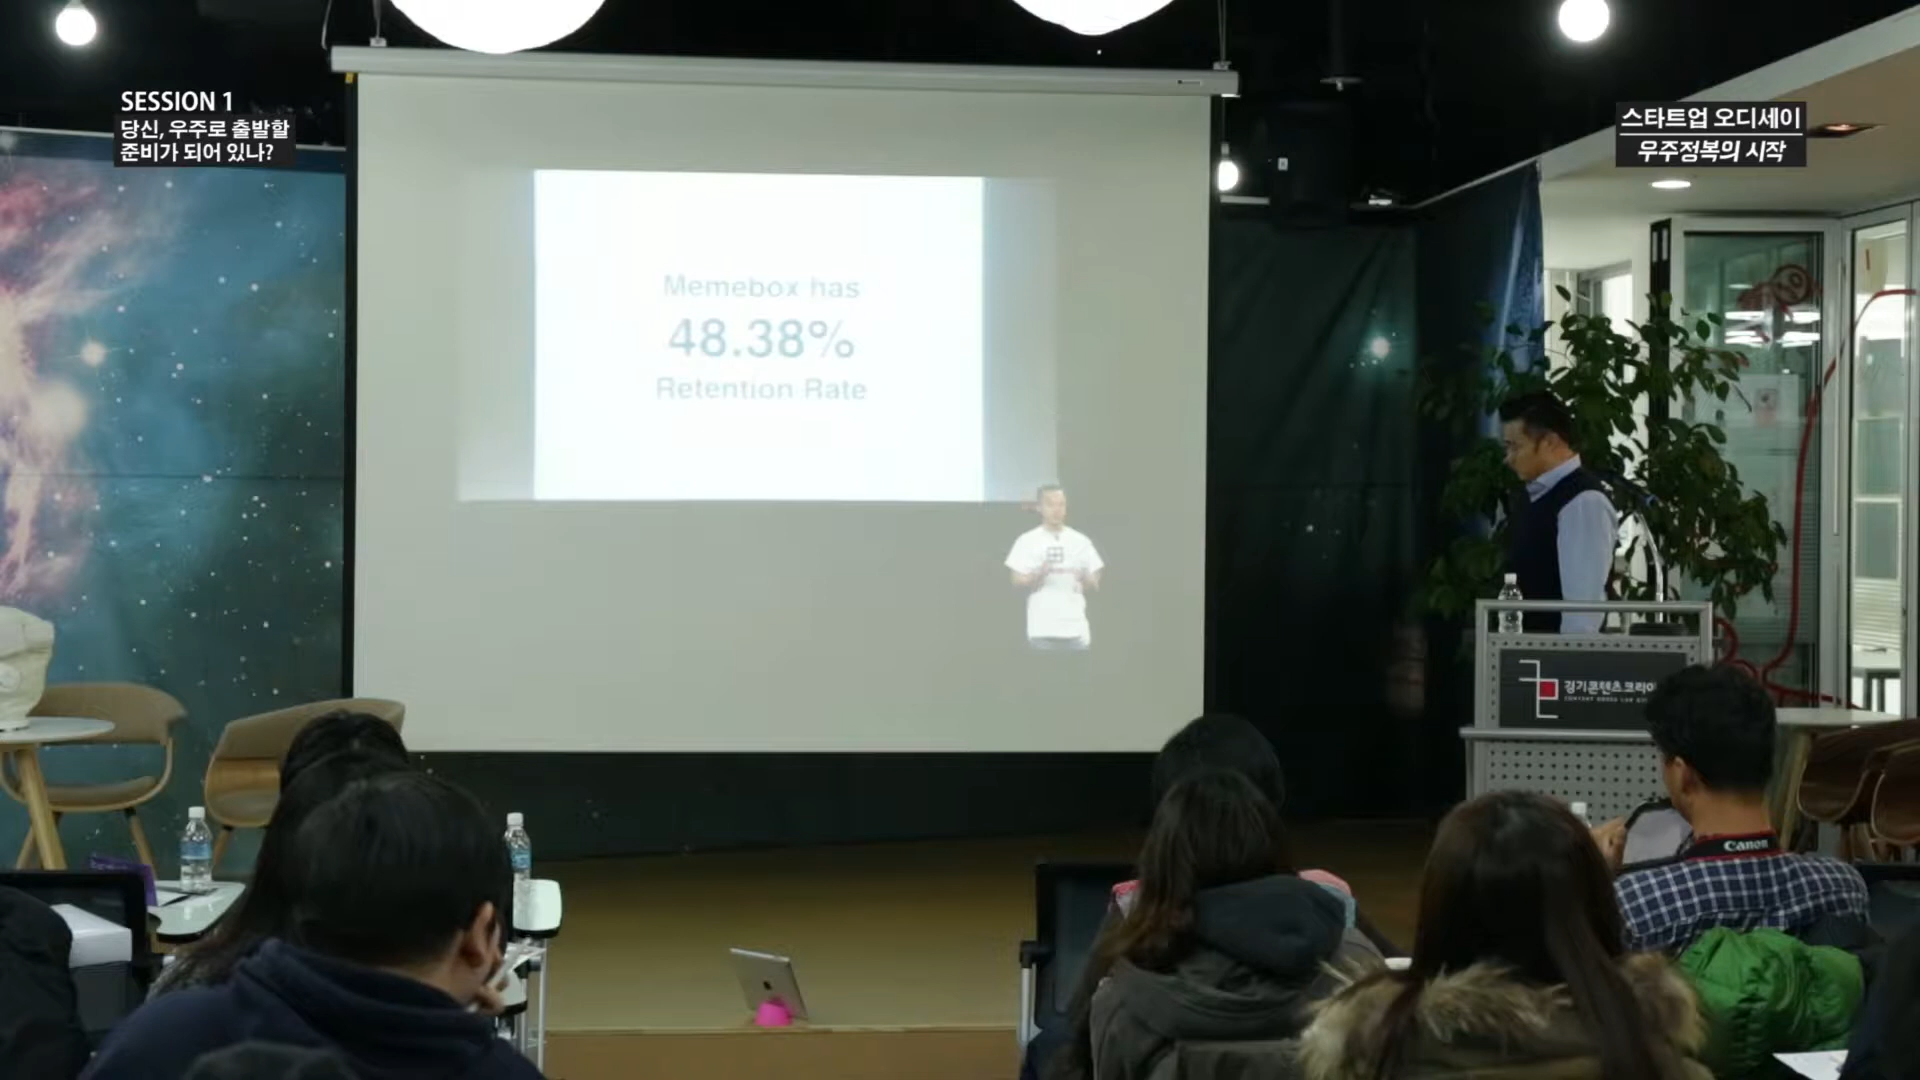 SESSION 1
당신, 우주로 출발할
준비가 되어 있나?
스타트업 오디세이
우주정복의 시작
Memebox has
48.38%
Retention Rate
경기콘텐츠코리아
Canon